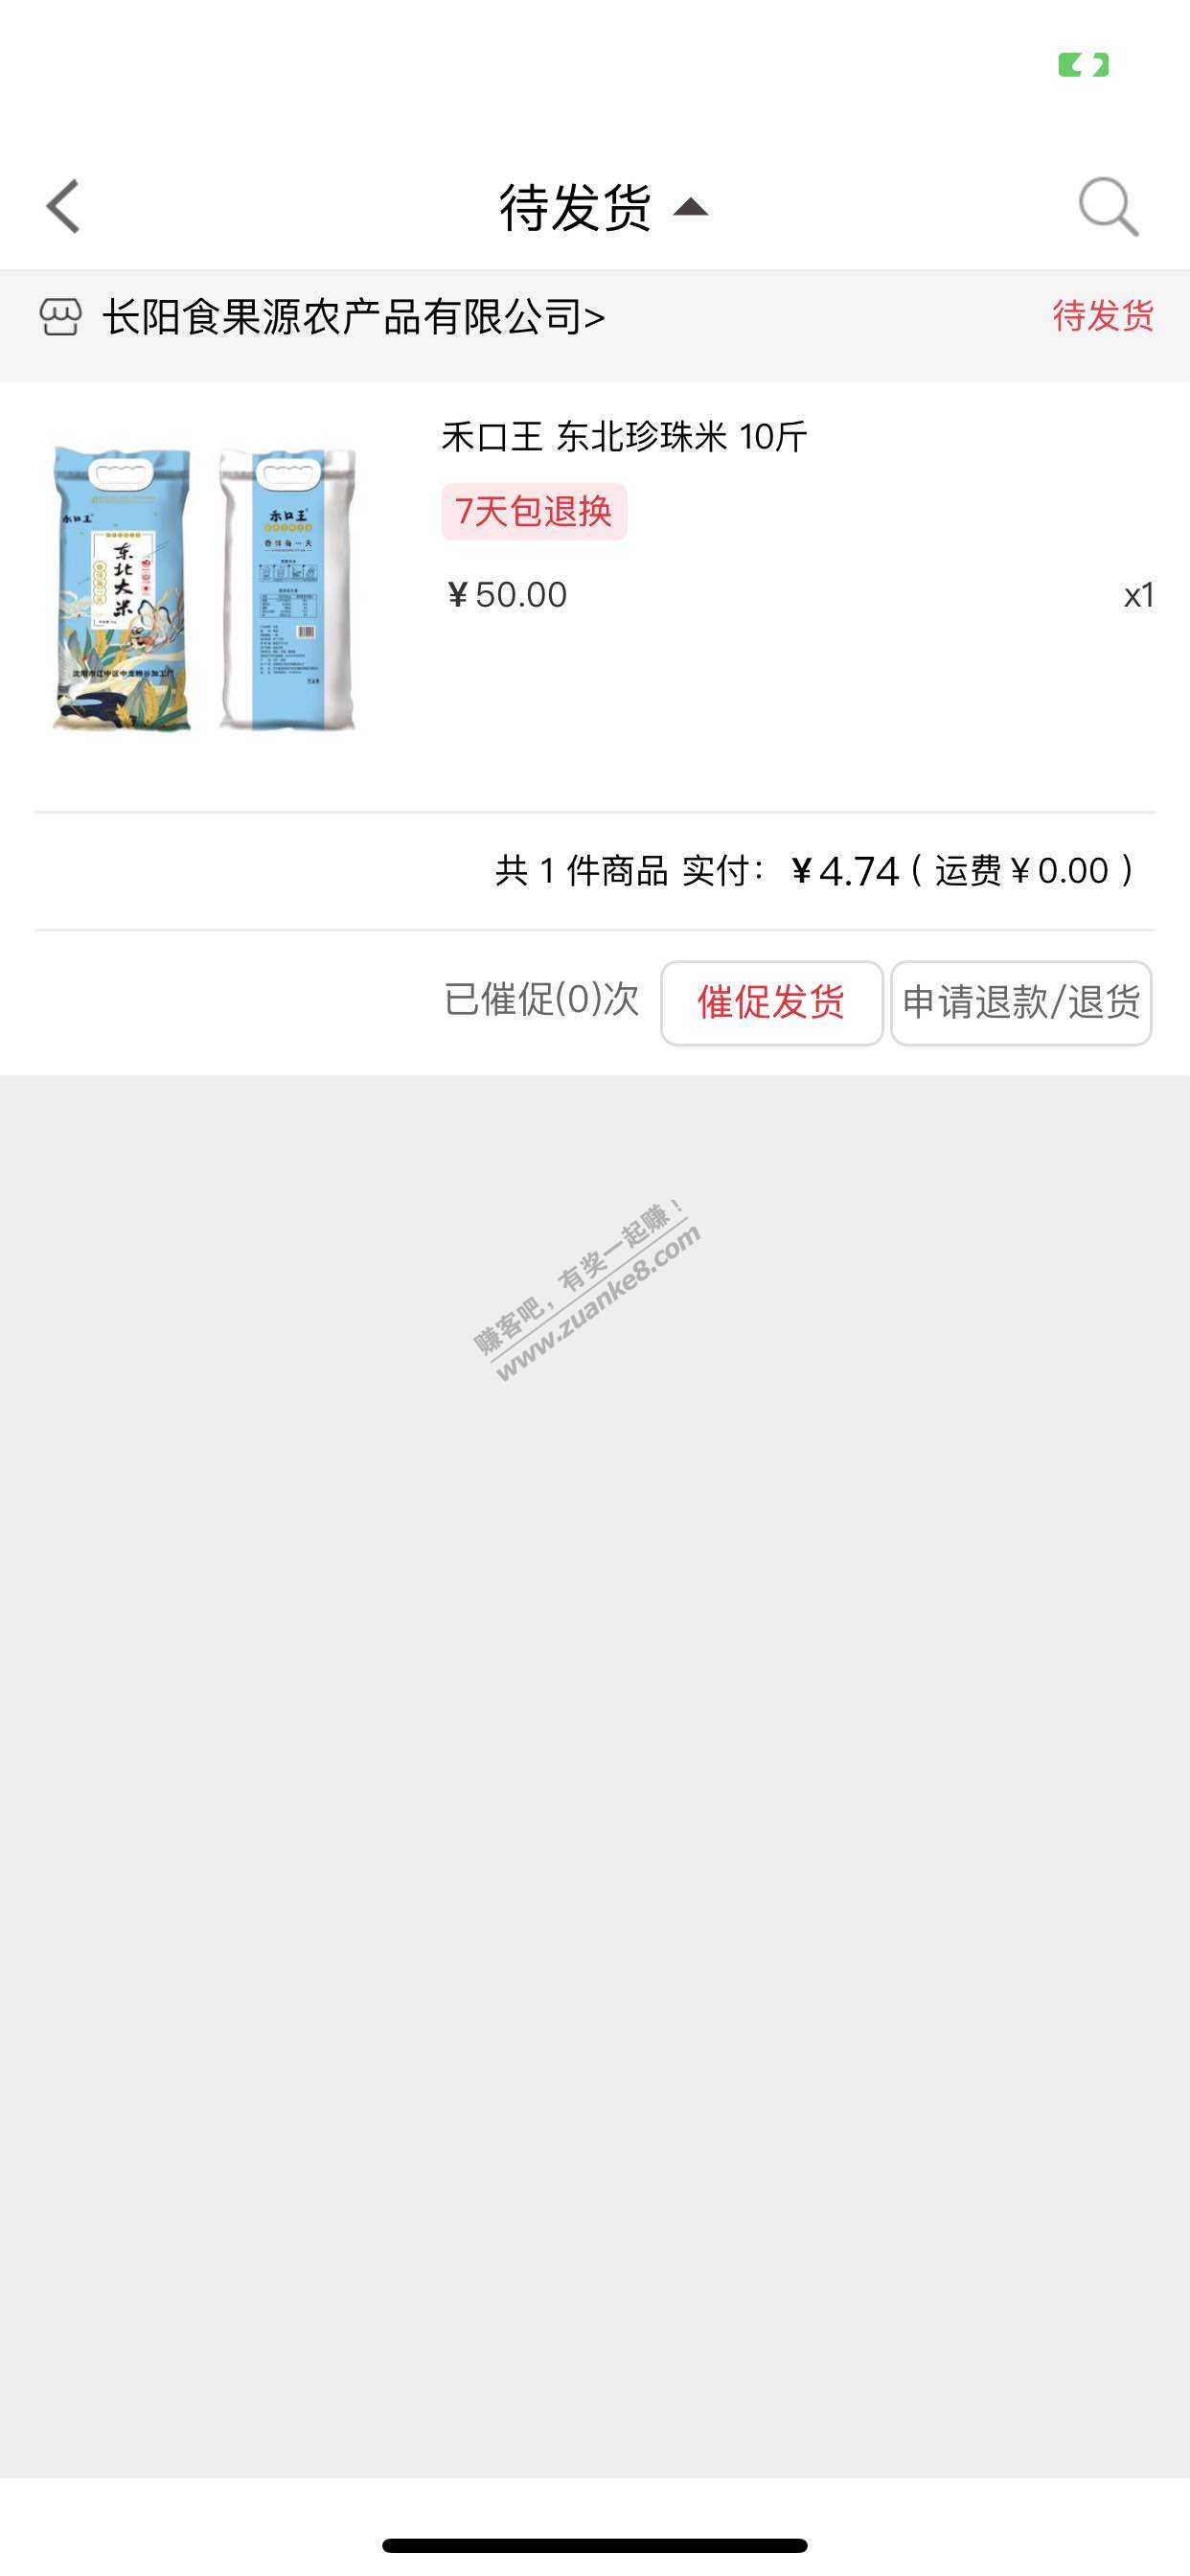 待发货
长阳食果源农产品有限公司>
待发货
禾口王 东北珍珠米 10斤
7天包退换
¥50.00
x1
禾口王
东北大米
禾口王
香伴每一天
共 1 件商品 实付：¥4.74（运费￥0.00）
已催促(0)次
催促发货
申请退款/退货
赚客吧，有奖一起赚！
www.zuanke8.com